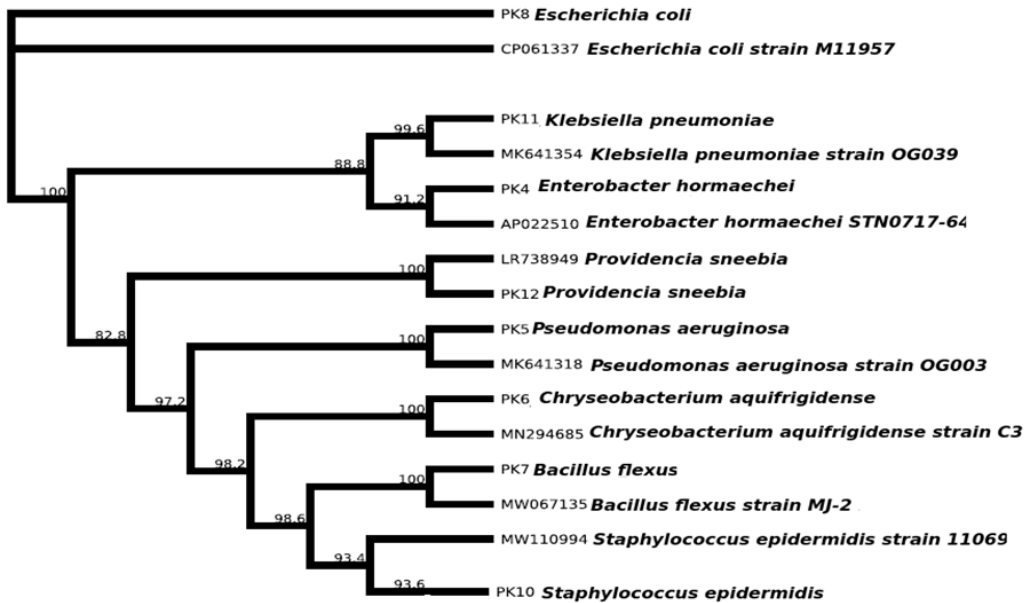 PK8 Escherichia coli
CP061337 Escherichia coli strain M11957
PK11 Klebsiella pneumoniae
99.6
MK641354 Klebsiella pneumoniae strain OG039
88.8
PK4 Enterobacter hormaechei
100
91.2
AP022510 Enterobacter hormaechei STN0717-64
LR738949 Providencia sneebia
100
PK12 Providencia sneebia
PK5 Pseudomonas aeruginosa
82.8
100
MK641318 Pseudomonas aeruginosa strain OG003
PK6 Chryseobacterium aquifrigidense
97.2
100
MN294685 Chryseobacterium aquifrigidense strain C3
98.2
PK7 Bacillus flexus
100
MW067135 Bacillus flexus strain MJ-2
98.6
MW110994 Staphylococcus epidermidis strain 11069
93.4
93.6
PK10 Staphylococcus epidermidis